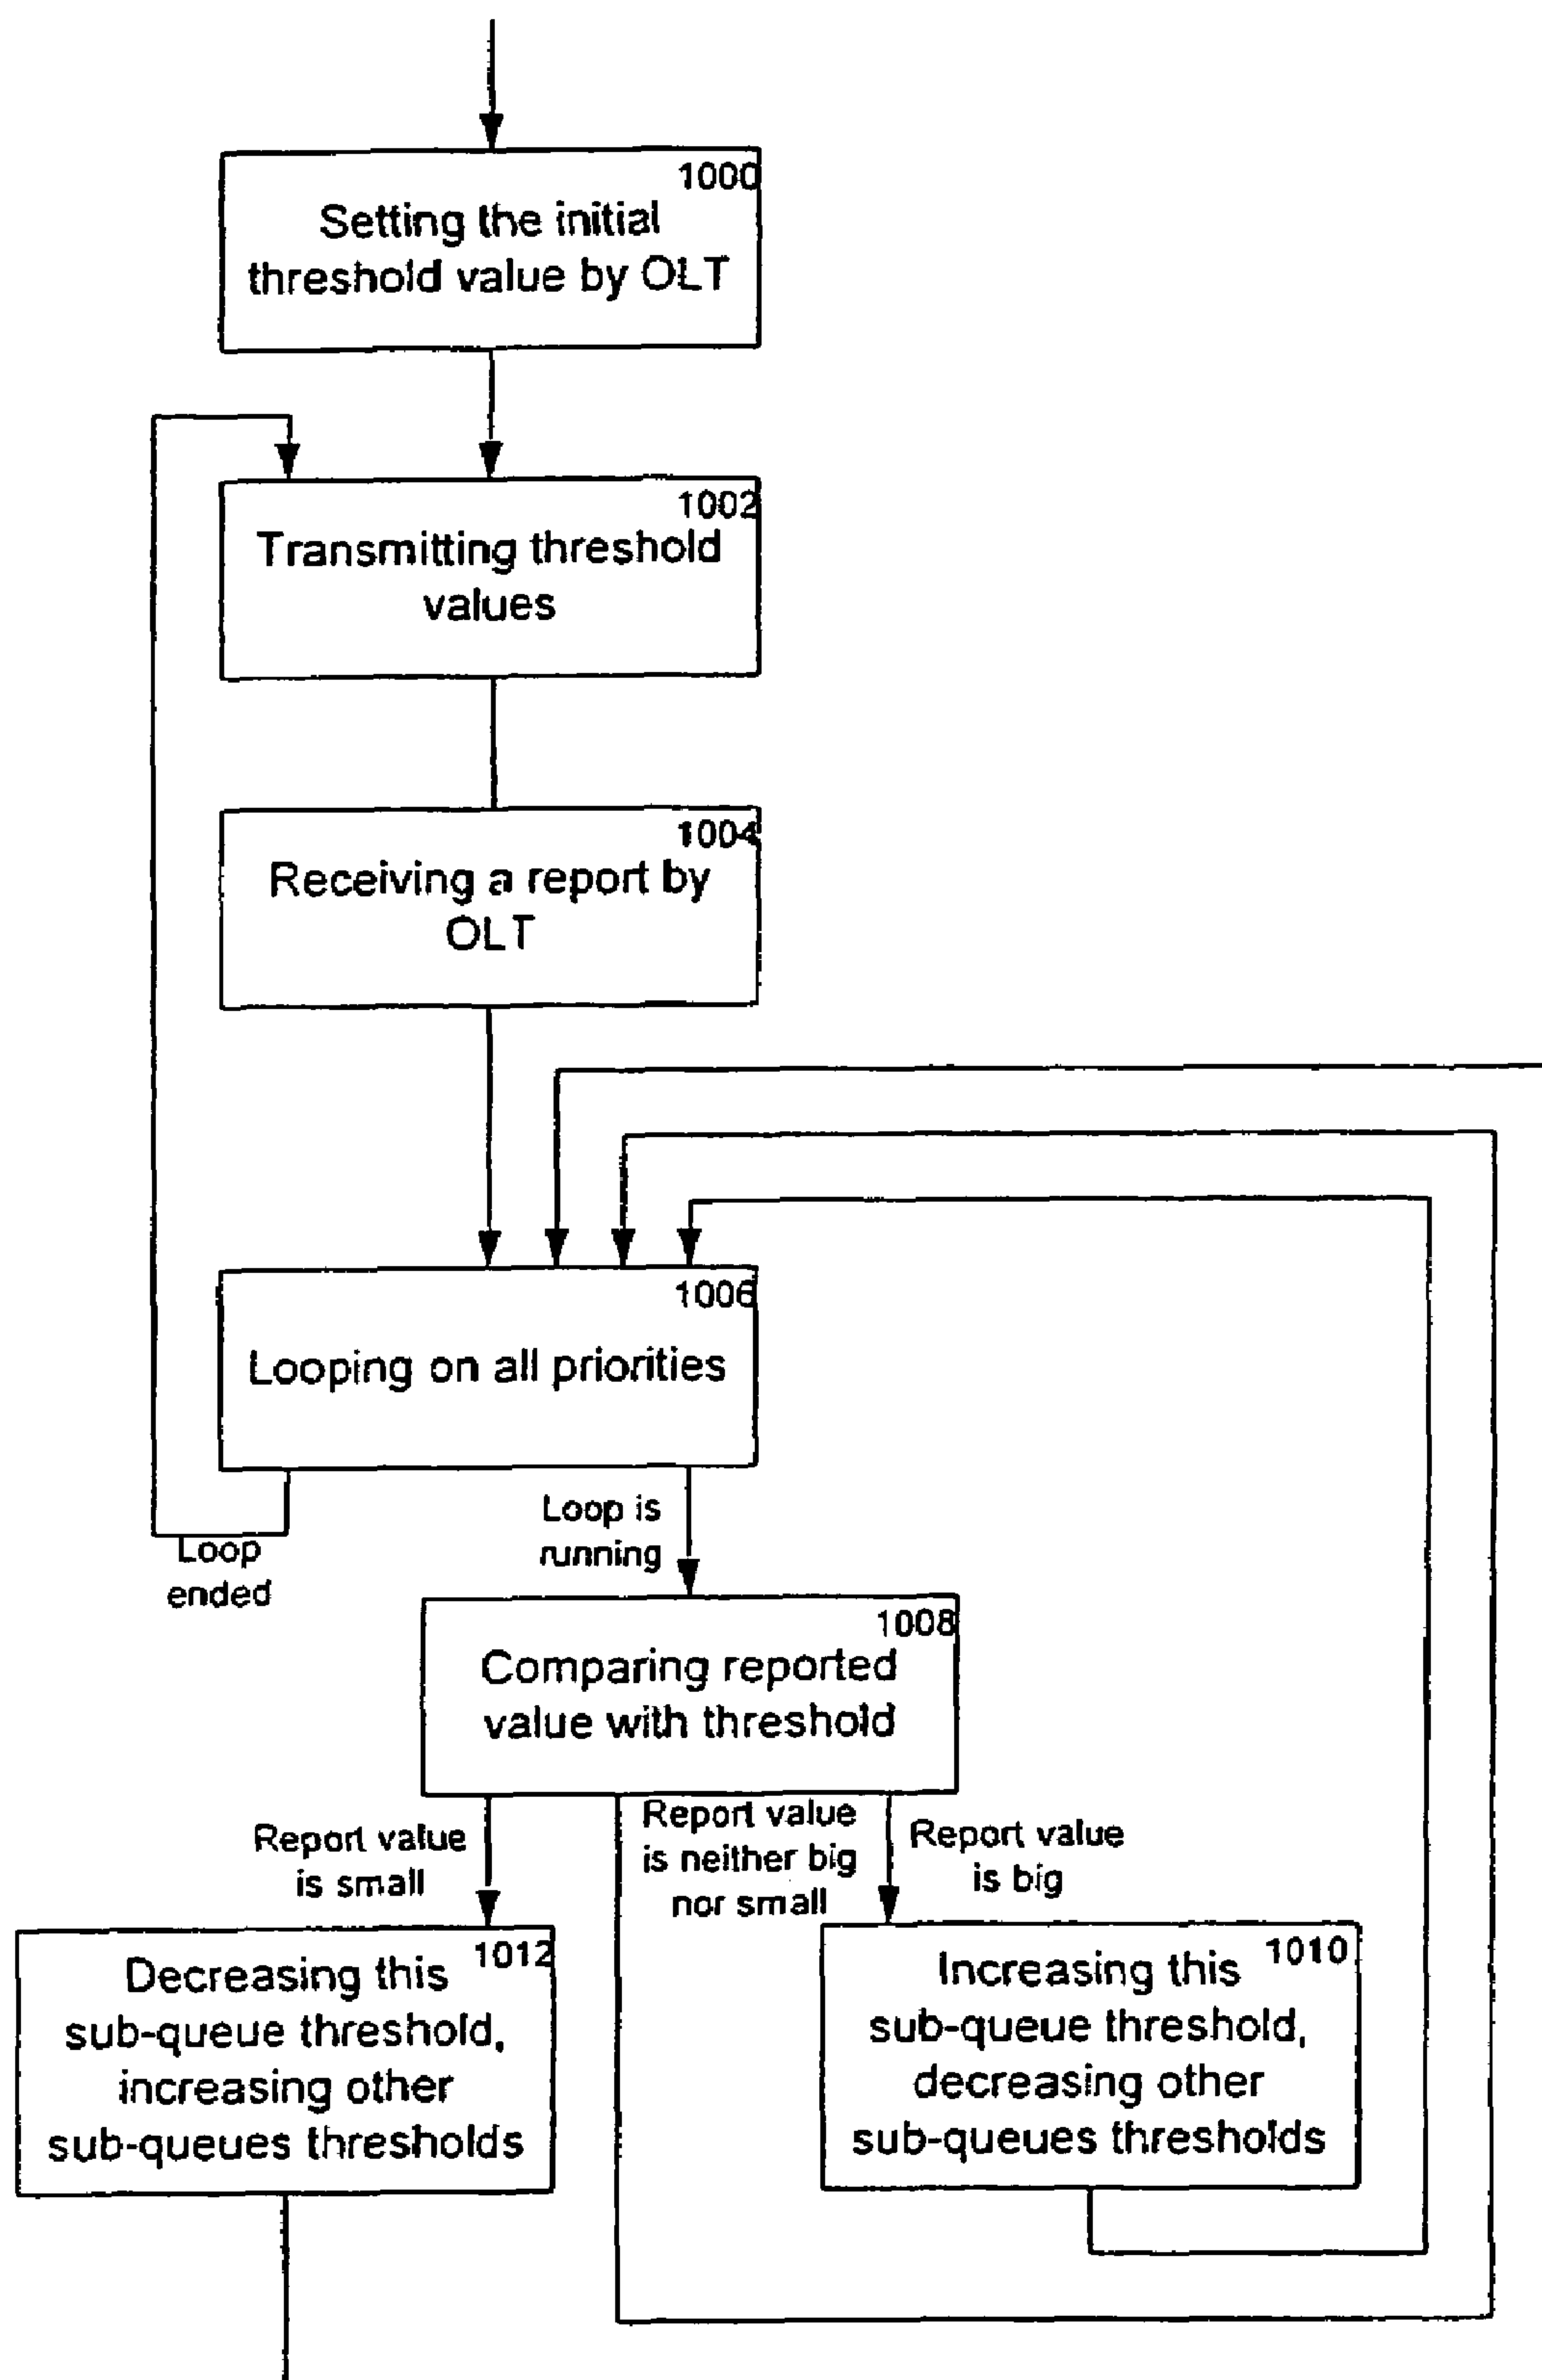 1000
Setting the initial
threshold value by OLT
1002
Transmitting threshold
values
1004
Receiving a report by
OLT
1006
Looping on all priorities
Loop
ended
Loop is
running
1008
Comparing reported
value with threshold
Report value
is small
Report value
is neither big
nor small
Report value
is big
1012
Decreasing this
sub-queue threshold,
increasing other
sub-queues thresholds
1010
Increasing this
sub-queue threshold,
decreasing other
sub-queues thresholds